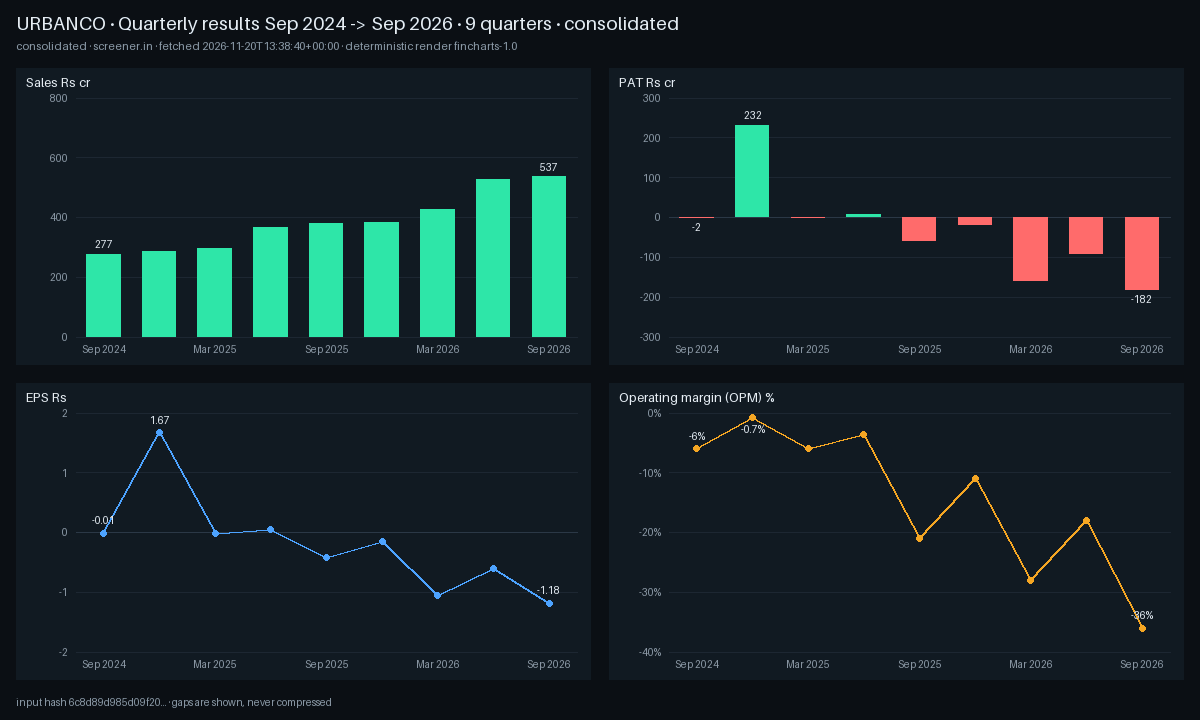 URBANCO · Quarterly results Sep 2024 -> Sep 2026 · 9 quarters · consolidated
consolidated · screener.in · fetched 2026-11-20T13:38:40+00:00 · deterministic render fincharts-1.0
Sales Rs cr
800
600
400
200
0
277
537
Sep 2024
Mar 2025
Sep 2025
Mar 2026
Sep 2026
PAT Rs cr
300
200
100
0
-100
-200
-300
-2
232
-182
Sep 2024
Mar 2025
Sep 2025
Mar 2026
Sep 2026
EPS Rs
2
1
0
-1
-2
-0.01
1.67
-1.18
Sep 2024
Mar 2025
Sep 2025
Mar 2026
Sep 2026
Operating margin (OPM) %
0%
-10%
-20%
-30%
-40%
-6%
-0.7%
-36%
Sep 2024
Mar 2025
Sep 2025
Mar 2026
Sep 2026
input hash 6c8d89d985d09f20… · gaps are shown, never compressed